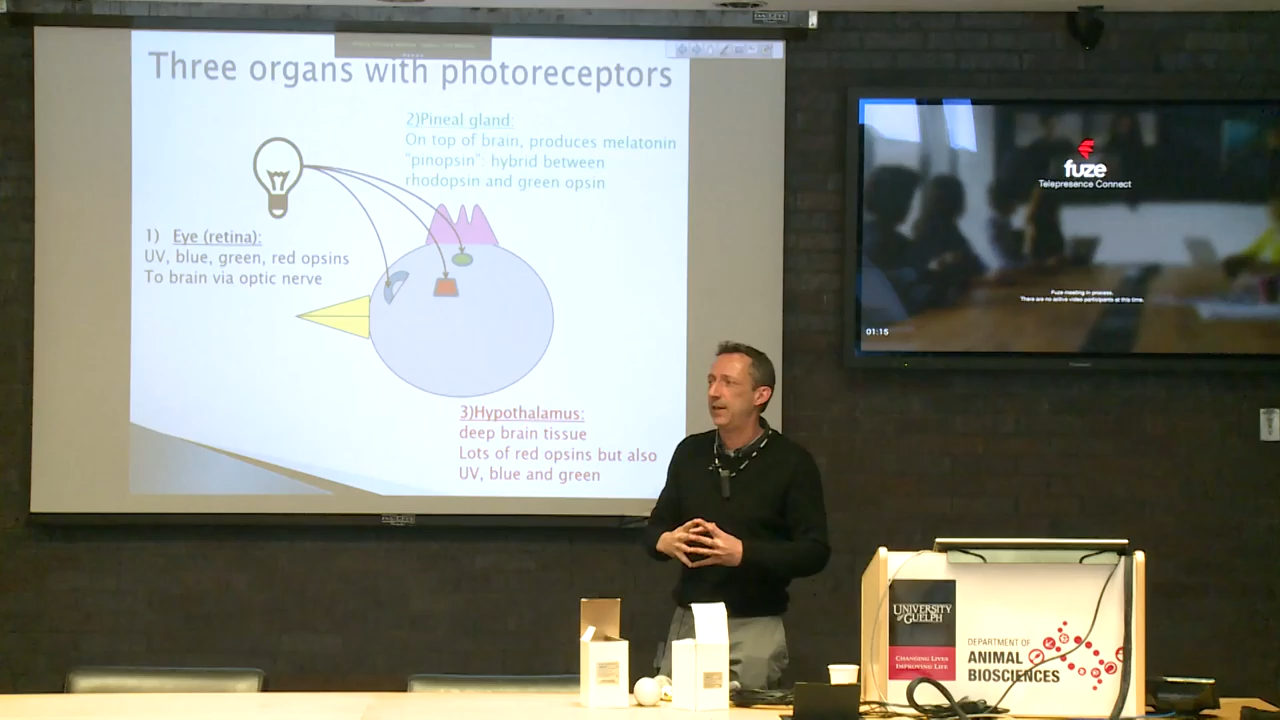 Three organs with photoreceptors
2)Pineal gland:
On top of brain, produces melatonin
"pinopsin": hybrid between
rhodopsin and green opsin
1) Eye (retina):
UV, blue, green, red opsins
To brain via optic nerve
3)Hypothalamus:
deep brain tissue
Lots of red opsins but also
UV, blue and green
fuze
Telepresence Connect
Fuze meeting in process.
There are no active video participants at this time.
01:15
UNIVERSITY
of GUELPH
CHANGING LIVES
IMPROVING LIFE
DEPARTMENT OF
ANIMAL
BIOSCIENCES